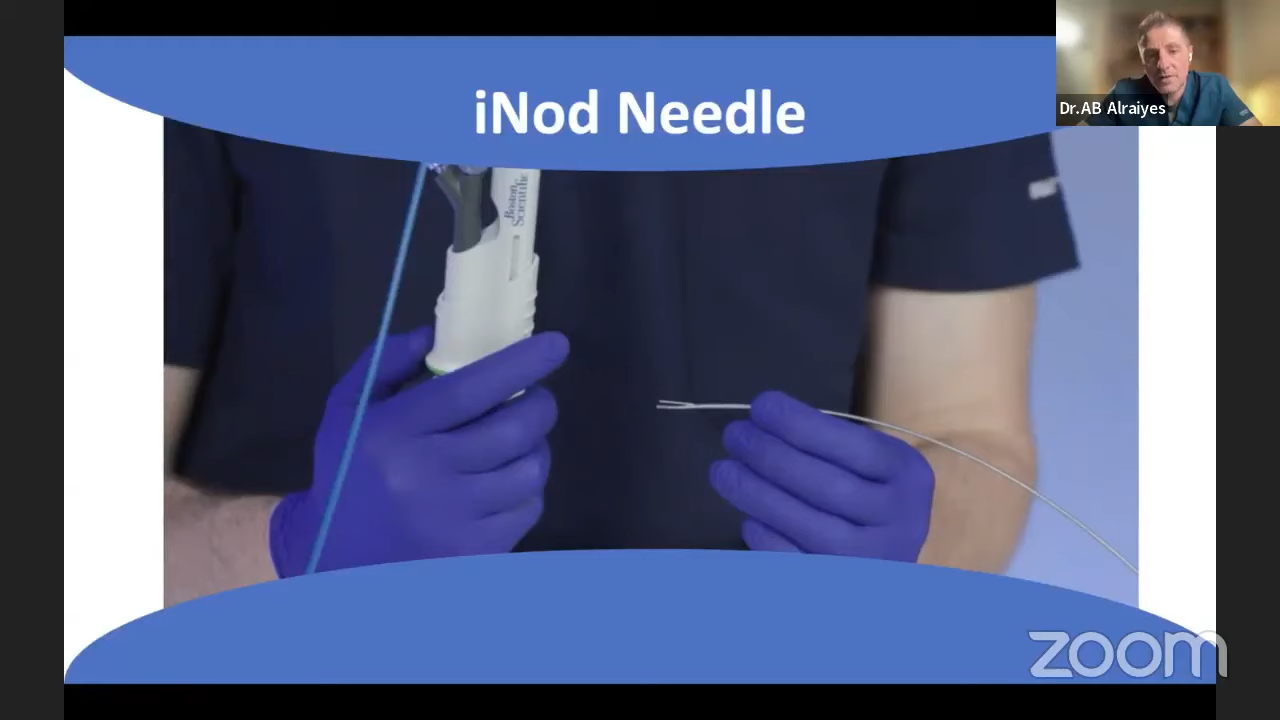 iNod Needle
Dr.AB Alraiyes
Boston
Scientific
zoom